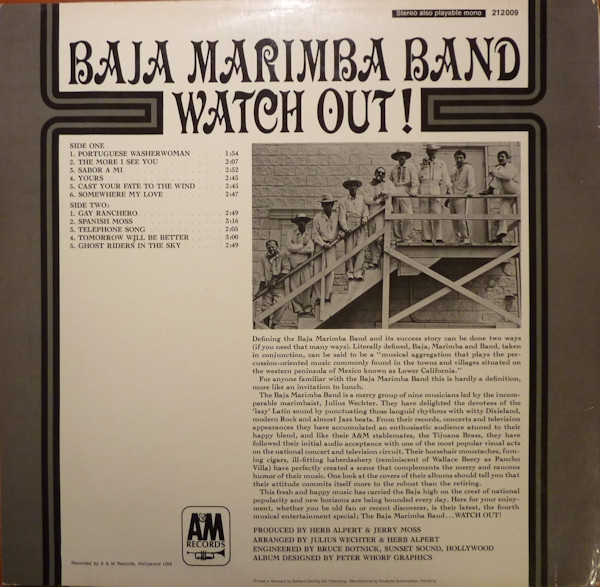 Stereo also playable mono 212009
BAJA MARIMBA BAND
WATCH OUT!
SIDE ONE
1. PORTUGUESE WASHERWOMAN . . . . 1:54
2. THE MORE I SEE YOU . . . . 2:07
3. SABOR A MI . . . . 2:52
4. YOURS . . . . 2:45
5. CAST YOUR FATE TO THE WIND . . . . 2:45
6. SOMEWHERE MY LOVE . . . . 2:47
SIDE TWO:
1. GAY RANCHERO . . . . 2:49
2. SPANISH MOSS . . . . 3:16
3. TELEPHONE SONG . . . . 2:05
4. TOMORROW WILL BE BETTER . . . . 3:00
5. GHOST RIDERS IN THE SKY . . . . 2:49
Defining the Baja Marimba Band and its success story can be done two ways
(if you need that many ways). Literally defined, Baja, Marimba and Band, taken
in conjunction, can be said to be a "musical aggregation that plays the per-
cussion-oriented music commonly found in the towns and villages situated on
the western peninsula of Mexico known as Lower California."
For anyone familiar with the Baja Marimba Band this is hardly a definition,
more like an invitation to lunch.
The Baja Marimba Band is a merry group of nine musicians led by the incom-
parable marimbaist, Julius Wechter. They have delighted the devotees of the
'lazy' Latin sound by punctuating those languid rhythms with witty Dixieland,
modern Rock and almost Jazz beats. From their records, concerts and television
appearances they have accumulated an enthusiastic audience atuned to their
happy blend, and like their A&M stablemates, the Tijuana Brass, they have
followed their initial audio acceptance with one of the most popular visual acts
on the national concert and television circuit. Their horsehair moustaches, fum-
ing cigars, ill-fitting haberdashery (reminiscent of Wallace Beery as Pancho
Villa) have perfectly created a scene that complements the merry and raucous
humor of their music. One look at the covers of their albums should tell you that
their attitude commits itself more to the robust than the retiring.
This fresh and happy music has carried the Baja high on the crest of national
popularity and new horizons are being bounded every day. Here for your enjoy-
ment, whether you be old fan or recent discoverer, is their latest, the fourth
musical entertainment special; The Baja Marimba Band...WATCH OUT!
PRODUCED BY HERB ALPERT & JERRY MOSS
ARRANGED BY JULIUS WECHTER & HERB ALPERT
ENGINEERED BY BRUCE BOTNICK, SUNSET SOUND, HOLLYWOOD
ALBUM DESIGNED BY PETER WHORF GRAPHICS
A&M
RECORDS
Recorded by A & M Records, Hollywood USA
Printed in Germany by